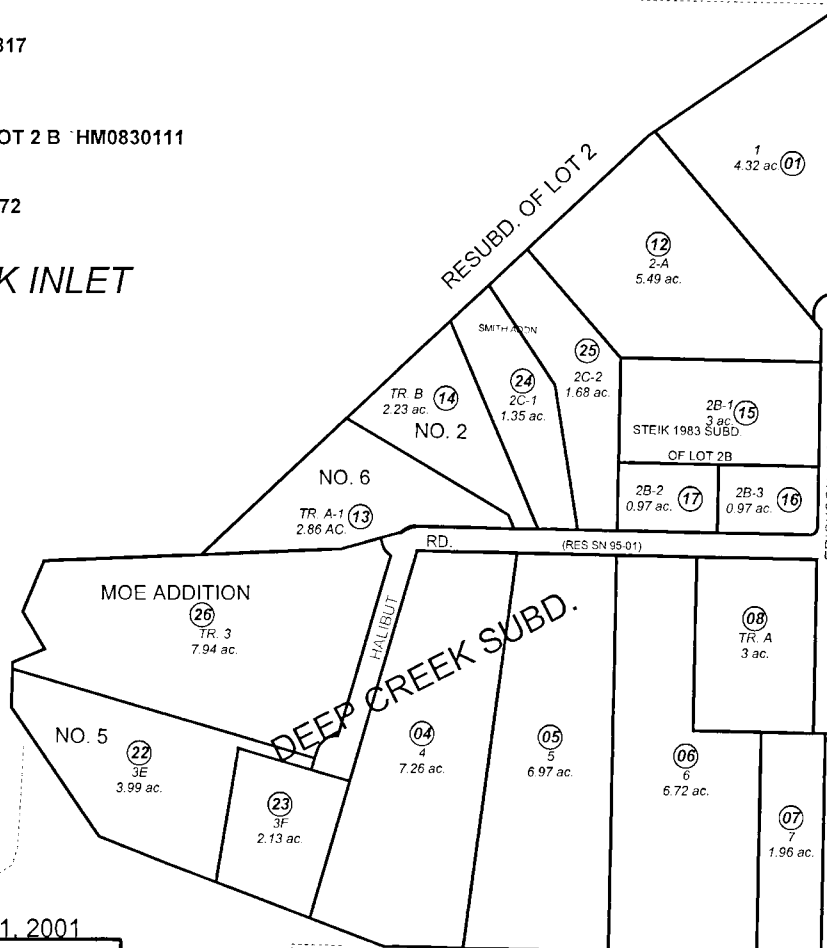 317
OT 2 B HM0830111
72
K INLET
RESUBD. OF LOT 2
1
4.32 ac.
01
12
2-A
5.49 ac.
SMITH ADDN
25
2C-2
1.68 ac.
24
2C-1
1.35 ac.
TR. B
2.23 ac.
14
NO. 2
2B-1
3 ac.
15
STEIK 1983 SUBD.
OF LOT 2B
2B-2
0.97 ac.
17
2B-3
0.97 ac.
16
NO. 6
TR. A-1
2.86 AC.
13
RD.
(RES SN 95-01)
MOE ADDITION
26
TR. 3
7.94 ac.
HALIBUT
DEEP CREEK SUBD.
08
TR. A
3 ac.
NO. 5
22
3E
3.99 ac.
23
3F
2.13 ac.
04
4
7.26 ac.
05
5
6.97 ac.
06
6
6.72 ac.
07
7
1.96 ac.
1, 2001